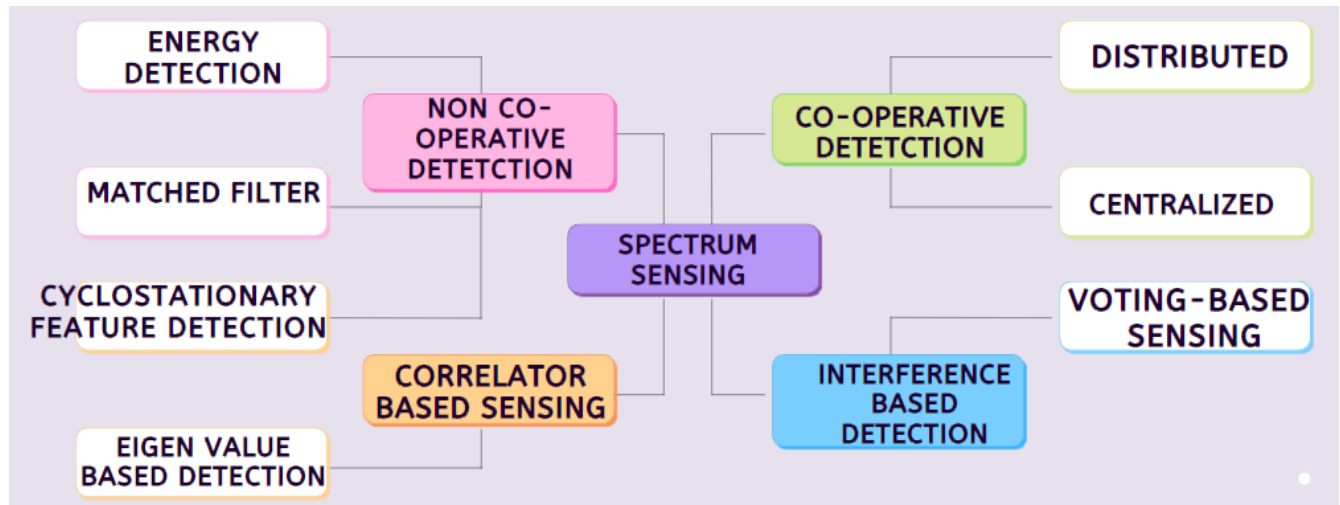 ENERGY
DETECTION
NON CO-
OPERATIVE
DETETCTION
MATCHED FILTER
CYCLOSTATIONARY
FEATURE DETECTION
CORRELATOR
BASED SENSING
EIGEN VALUE
BASED DETECTION
SPECTRUM
SENSING
CO-OPERATIVE
DETETCTION
DISTRIBUTED
CENTRALIZED
VOTING-BASED
SENSING
INTERFERENCE
BASED
DETECTION